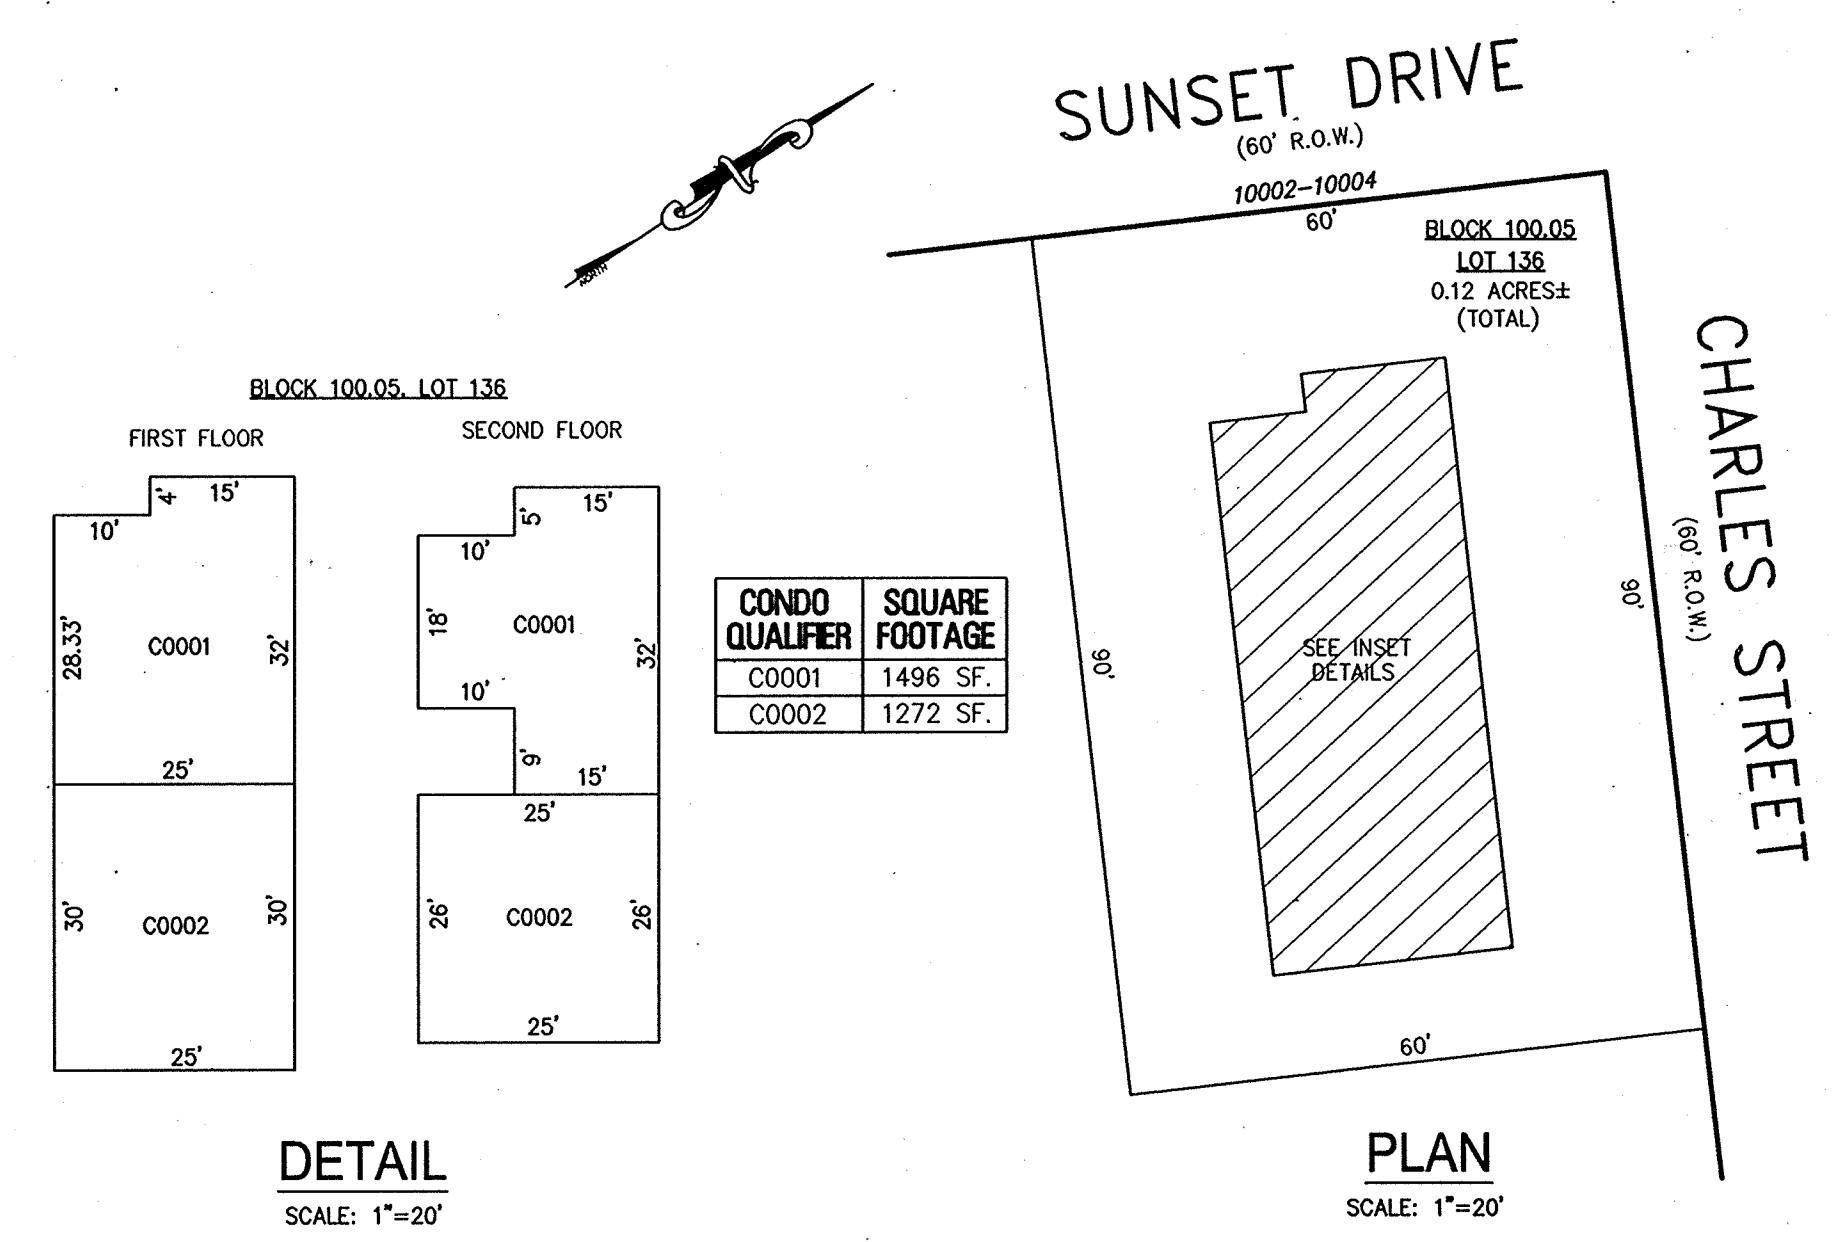 SUNSET DRIVE
(60' R.O.W.)
10002-10004
60'
BLOCK 100.05
LOT 136
0.12 ACRES±
(TOTAL)
NORTH
CHARLES STREET
(60' R.O.W.)
90'
90'
SEE INSET
DETAILS
60'
PLAN
SCALE: 1"=20'
BLOCK 100.05. LOT 136
FIRST FLOOR
4'
15'
10'
28.33'
C0001
32'
25'
30'
C0002
30'
25'
SECOND FLOOR
5'
15'
10'
18'
C0001
32'
10'
9'
15'
25'
26'
C0002
26'
25'
CONDO QUALIFIER
SQUARE FOOTAGE
C0001 1496 SF.
C0002 1272 SF.
DETAIL
SCALE: 1"=20'